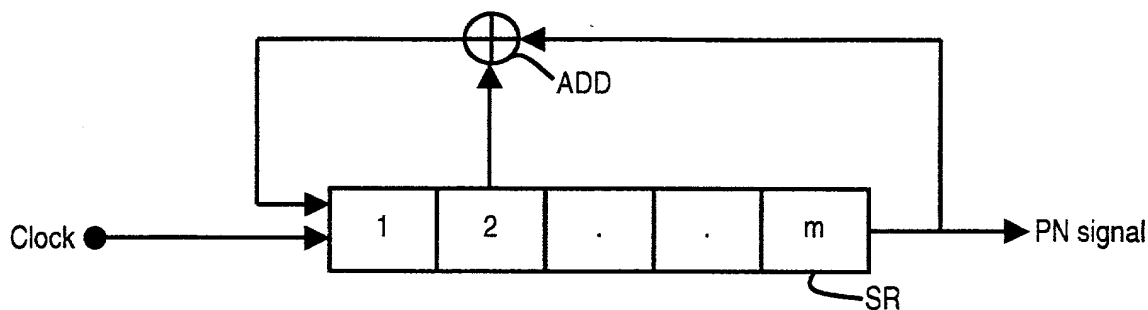 ADD
1 2 . . m
Clock
PN signal
SR